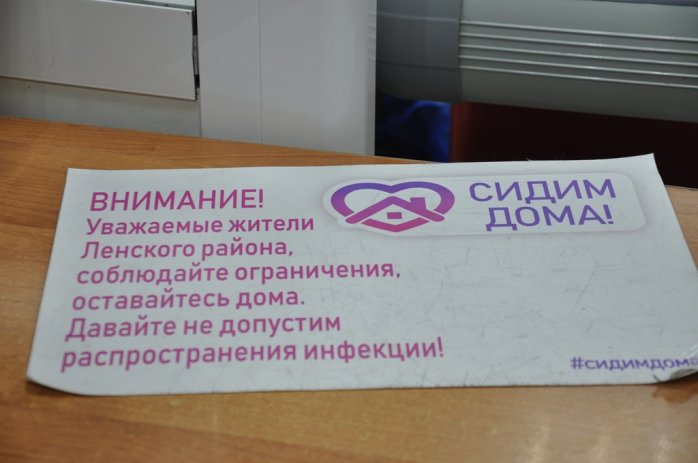 ВНИМАНИЕ!
Уважаемые жители
Ленского района,
соблюдайте ограничения,
оставайтесь дома.
Давайте не допустим
распространения инфекции!
СИДИМ
ДОМА!
#сидимдома